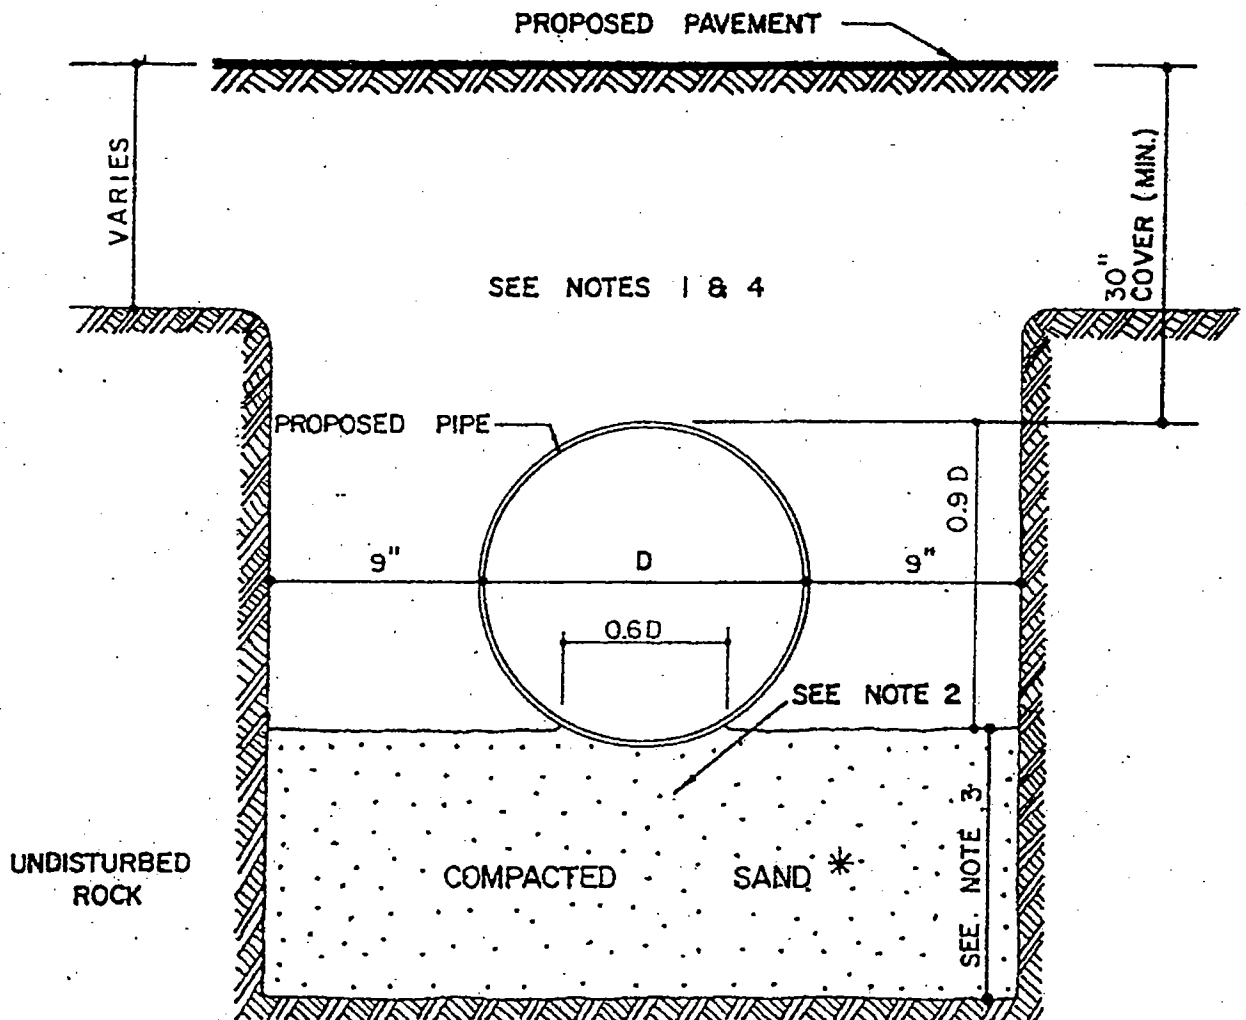 PROPOSED PAVEMENT
VARIES
30"
COVER (MIN.)
SEE NOTES 1 & 4
PROPOSED PIPE
0.9 D
9"
D
9"
0.6 D
SEE NOTE 2
SEE. NOTE 3
UNDISTURBED
ROCK
COMPACTED SAND *